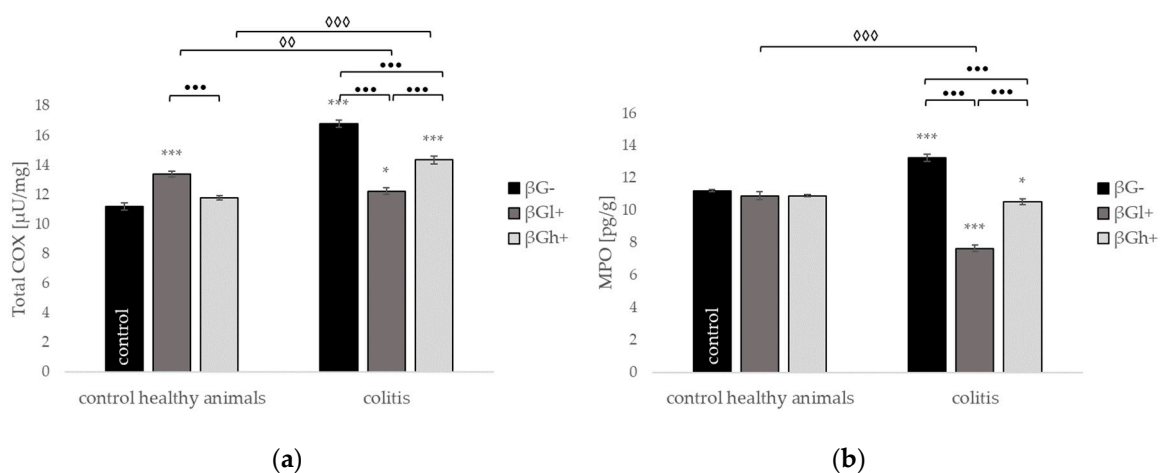 ◊◊◊
◊◊
•••
•••
•••
•••
***
***
*
***
Total COX [µU/mg]
18
16
14
12
10
8
6
4
2
0
control
control healthy animals
colitis
βG-
βGl+
βGh+
(a)
◊◊◊
•••
•••
•••
***
***
*
MPO [pg/g]
16
14
12
10
8
6
4
2
0
control
control healthy animals
colitis
βG-
βGl+
βGh+
(b)